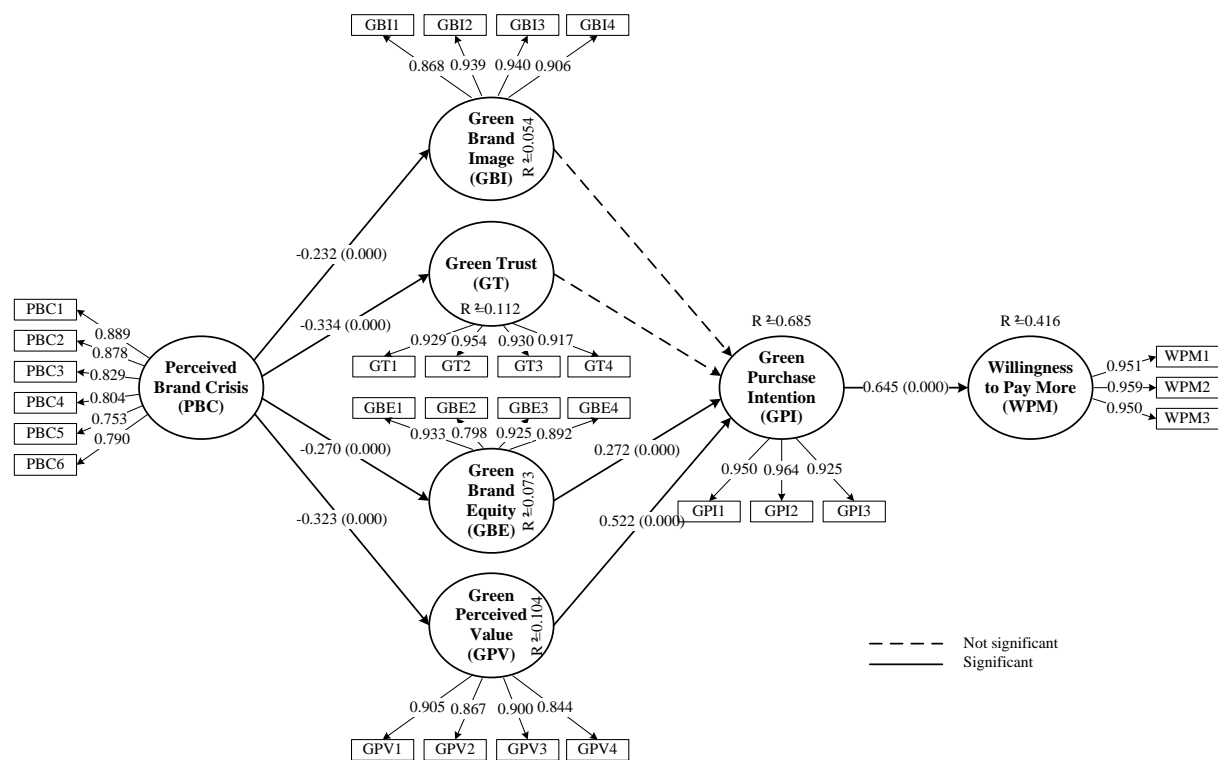 GBI1
GBI2
GBI3
GBI4
0.868
0.939
0.940
0.906
Green
Brand
Image
(GBI)
R²=0.054
-0.232 (0.000)
Green Trust
(GT)
R²=0.112
-0.334 (0.000)
0.929
0.954
0.930
0.917
GT1
GT2
GT3
GT4
PBC1
PBC2
PBC3
PBC4
PBC5
PBC6
0.889
0.878
0.829
0.804
0.753
0.790
Perceived
Brand Crisis
(PBC)
GBE1
GBE2
GBE3
GBE4
0.933
0.798
0.925
0.892
-0.270 (0.000)
Green
Brand
Equity
(GBE)
R²=0.073
0.272 (0.000)
-0.323 (0.000)
0.522 (0.000)
Green
Perceived
Value
(GPV)
R²=0.104
0.905
0.867
0.900
0.844
GPV1
GPV2
GPV3
GPV4
R²=0.685
Green
Purchase
Intention
(GPI)
0.950
0.964
0.925
GPI1
GPI2
GPI3
0.645 (0.000)
R²=0.416
Willingness
to Pay More
(WPM)
0.951
0.959
0.950
WPM1
WPM2
WPM3
Not significant
Significant